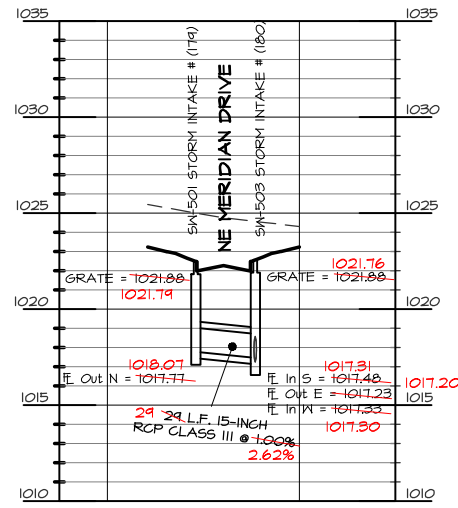 1035 1035
1030 1030
1025 1025
1020 1020
1015 1015
1010 1010
SW-501 STORM INTAKE # (179)
NE MERIDIAN DRIVE
SW-503 STORM INTAKE # (180)
GRATE = 1021.88
1021.79
1021.76
GRATE = 1021.88
1018.07
FL Out N = 1017.77
1017.31
FL In S = 1017.48
1017.20
FL Out E = 1017.23
FL In W = 1017.33
1017.30
29 29 L.F. 15-INCH
RCP CLASS III @ 1.00%
2.62%